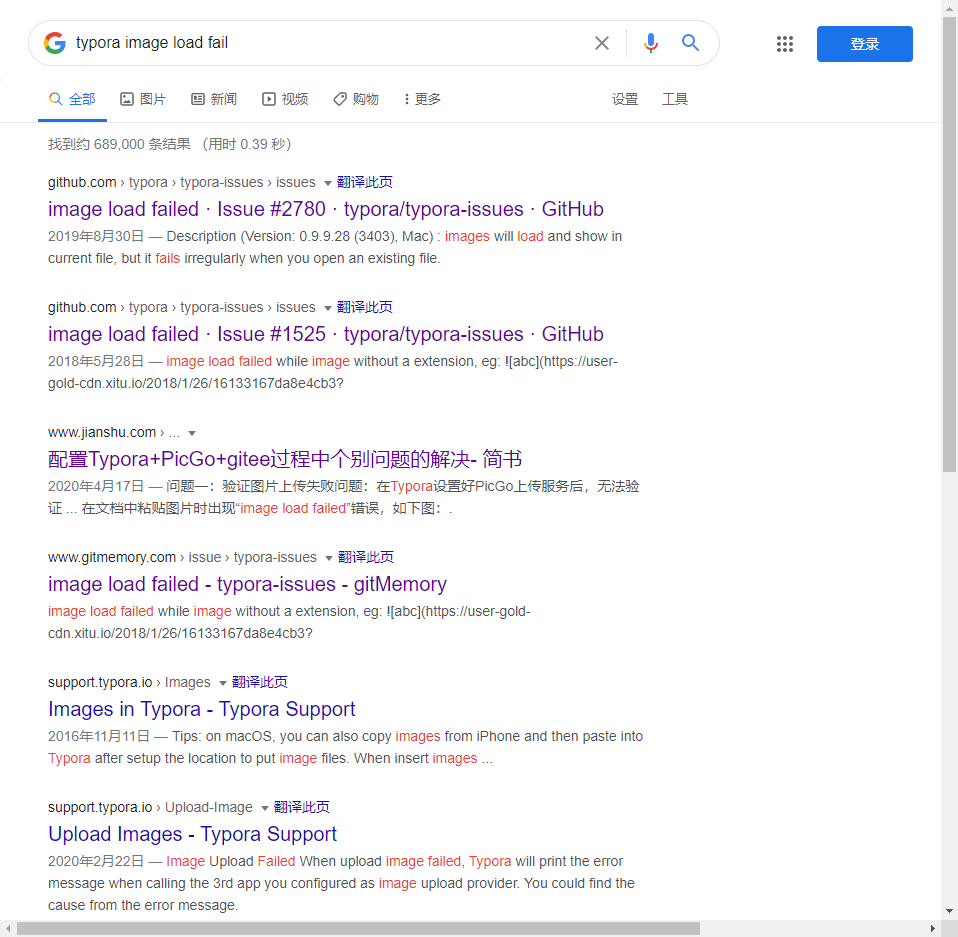 typora image load fail
登录
全部 图片 新闻 视频 购物 更多 设置 工具
找到约 689,000 条结果 （用时 0.39 秒）
github.com › typora › typora-issues › issues 翻译此页
image load failed · Issue #2780 · typora/typora-issues · GitHub
2019年8月30日 — Description (Version: 0.9.9.28 (3403), Mac) : images will load and show in
current file, but it fails irregularly when you open an existing file.
github.com › typora › typora-issues › issues 翻译此页
image load failed · Issue #1525 · typora/typora-issues · GitHub
2018年5月28日 — image load failed while image without a extension, eg: ![abc](https://user-
gold-cdn.xitu.io/2018/1/26/16133167da8e4cb3?
www.jianshu.com › ...
配置Typora+PicGo+gitee过程中个别问题的解决- 简书
2020年4月17日 — 问题一：验证图片上传失败问题：在Typora设置好PicGo上传服务后，无法验
证 ... 在文档中粘贴图片时出现“image load failed”错误，如下图：.
www.gitmemory.com › issue › typora-issues 翻译此页
image load failed - typora-issues - gitMemory
image load failed while image without a extension, eg: ![abc](https://user-gold-
cdn.xitu.io/2018/1/26/16133167da8e4cb3?
support.typora.io › Images 翻译此页
Images in Typora - Typora Support
2016年11月11日 — Tips: on macOS, you can also copy images from iPhone and then paste into
Typora after setup the location to put image files. When insert images ...
support.typora.io › Upload-Image 翻译此页
Upload Images - Typora Support
2020年2月22日 — Image Upload Failed When upload image failed, Typora will print the error
message when calling the 3rd app you configured as image upload provider. You could find the
cause from the error message.